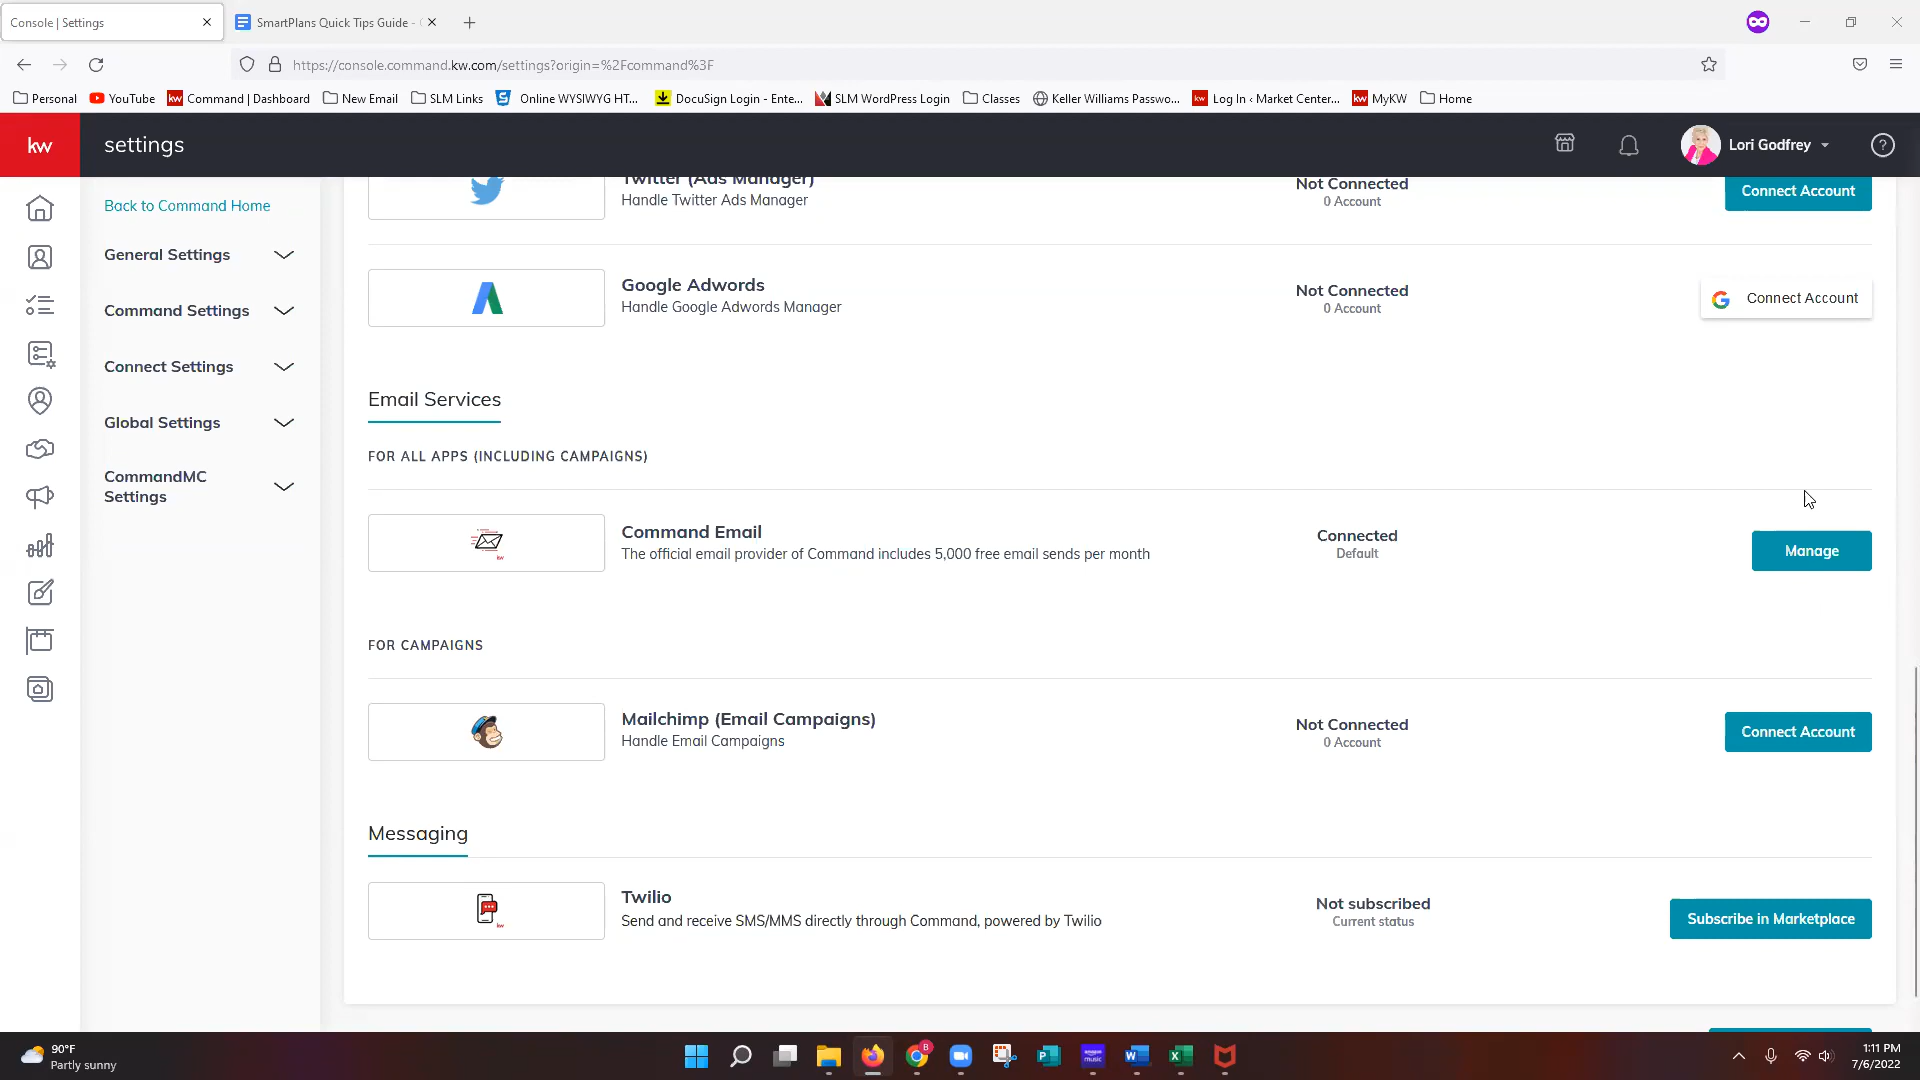 Console | Settings
SmartPlans Quick Tips Guide -
https://console.command.kw.com/settings?origin=%2Fcommand%3F
Personal
YouTube
kw Command | Dashboard
New Email
SLM Links
Online WYSIWYG HT...
DocuSign Login - Ente...
SLM WordPress Login
Classes
Keller Williams Passwo...
kw Log In ‹ Market Center...
kw MyKW
Home
kw
settings
Lori Godfrey
?
Back to Command Home
General Settings
Command Settings
Connect Settings
Global Settings
CommandMC
Settings
Twitter (Ads Manager)
Handle Twitter Ads Manager
Not Connected
0 Account
Connect Account
Google Adwords
Handle Google Adwords Manager
Not Connected
0 Account
Connect Account
Email Services
FOR ALL APPS (INCLUDING CAMPAIGNS)
kw
Command Email
The official email provider of Command includes 5,000 free email sends per month
Connected
Default
Manage
FOR CAMPAIGNS
Mailchimp (Email Campaigns)
Handle Email Campaigns
Not Connected
0 Account
Connect Account
Messaging
kw
Twilio
Send and receive SMS/MMS directly through Command, powered by Twilio
Not subscribed
Current status
Subscribe in Marketplace
90°F
Partly sunny
B
P
amazon
music
W
X
1:11 PM
7/6/2022